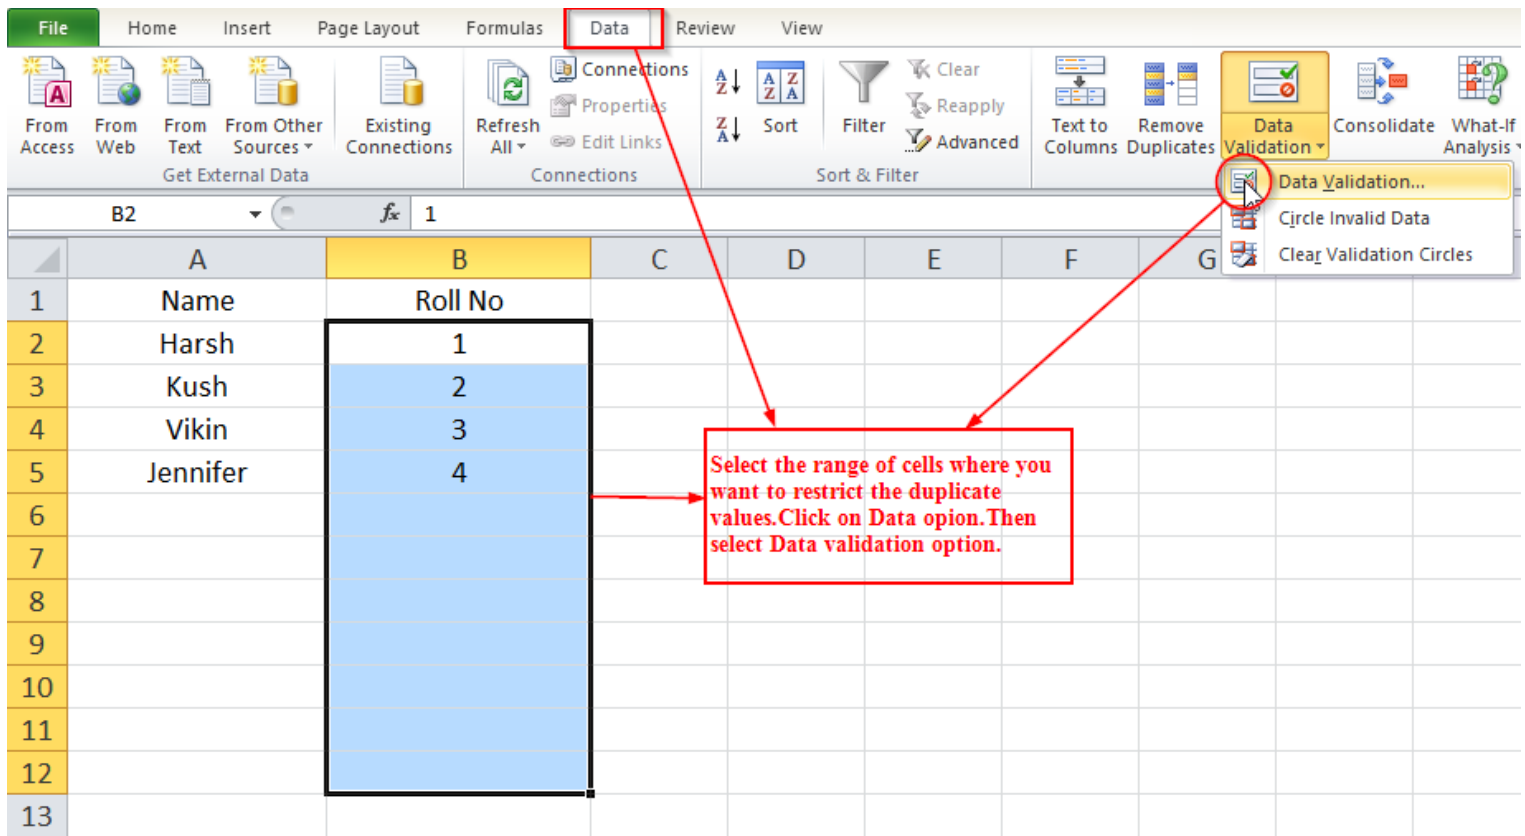 File Home Insert Page Layout Formulas Data Review View
From Access
From Web
From Text
From Other Sources
Existing Connections
Refresh All
Connections
Properties
Edit Links
Sort
Filter
Clear
Reapply
Advanced
Text to Columns
Remove Duplicates
Data Validation
Consolidate
What-If Analysis
Get External Data Connections Sort & Filter
Data Validation...
Circle Invalid Data
Clear Validation Circles
B2 fx 1
A B C D E F G
1 Name Roll No
2 Harsh 1
3 Kush 2
4 Vikin 3
5 Jennifer 4
6
7
8
9
10
11
12
13
Select the range of cells where you
want to restrict the duplicate
values.Click on Data opion.Then
select Data validation option.